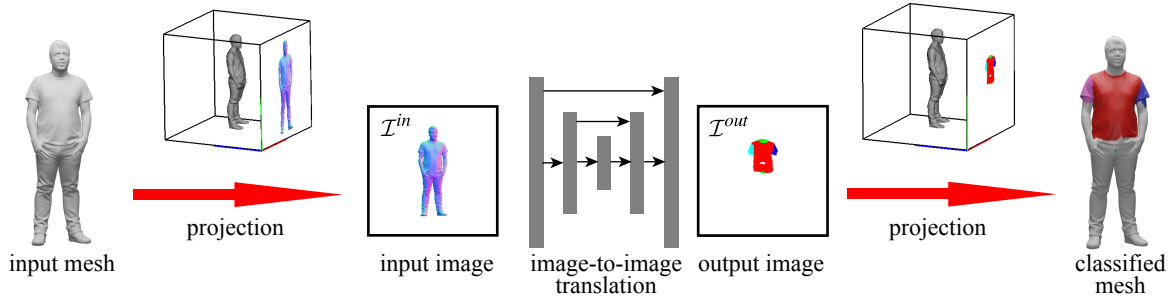 I^in
I^out
projection
projection
input mesh
input image
image-to-image
translation
output image
classified
mesh